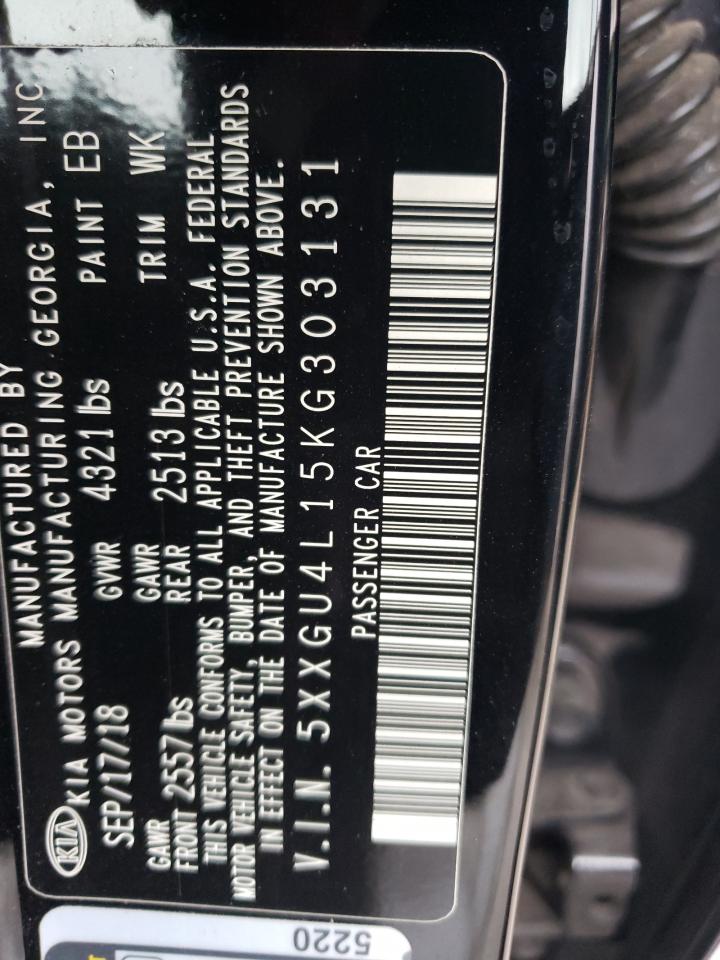 MANUFACTURED BY
KIA KIA MOTORS MANUFACTURING GEORGIA, INC
SEP/17/18 GVWR 4321 lbs PAINT EB
GAWR GAWR
FRONT 2557 lbs REAR 2513 lbs TRIM WK
THIS VEHICLE CONFORMS TO ALL APPLICABLE U.S.A. FEDERAL
MOTOR VEHICLE SAFETY, BUMPER, AND THEFT PREVENTION STANDARDS
IN EFFECT ON THE DATE OF MANUFACTURE SHOWN ABOVE.
V.I.N. 5XXGU4L15KG303131
PASSENGER CAR
5220